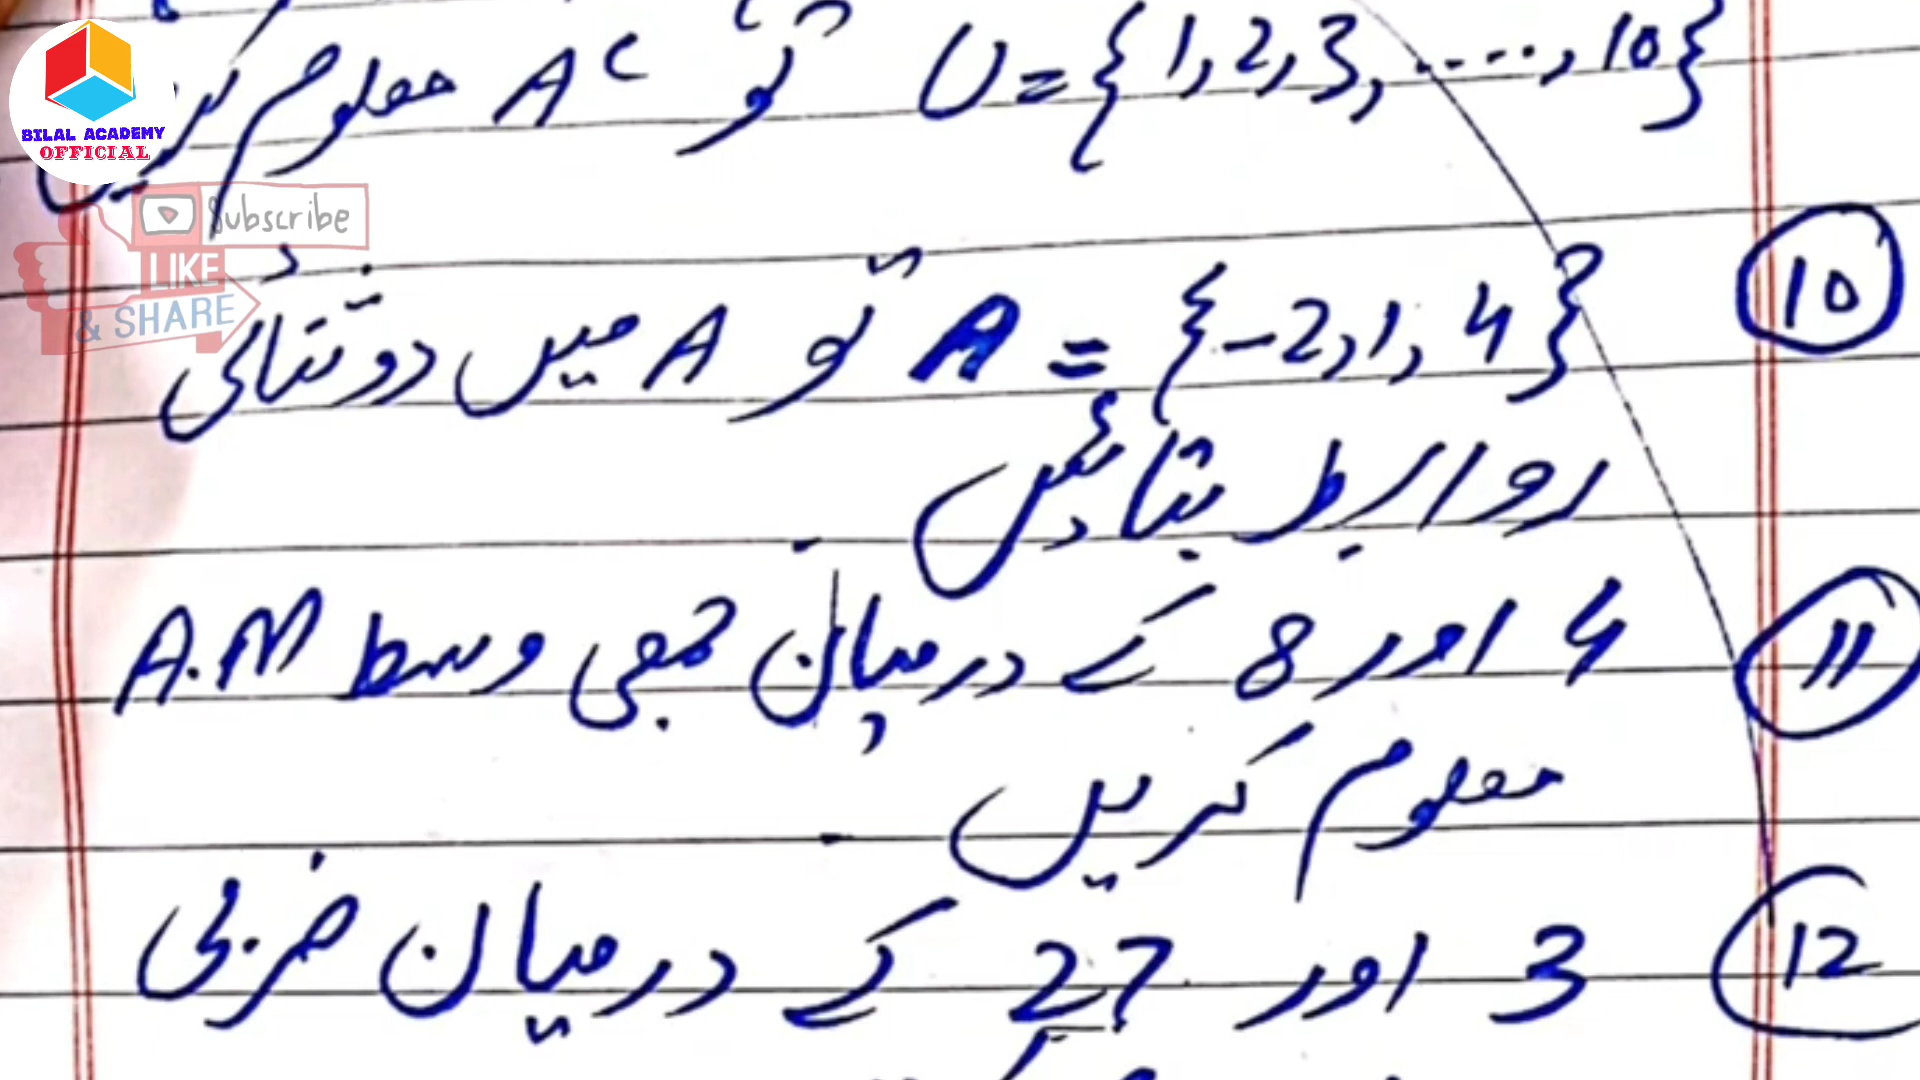 U={1,2,3,....,10} تو Aᶜ معلوم کریں
BILAL ACADEMY
OFFICIAL
Subscribe
LIKE
& SHARE
⑩ A = {-2,1,4} تو A میں دو ثنائی
روابط بتائیں
⑪ 4 اور 8 کے درمیان جمعی وسط A.M
معلوم کریں
⑫ 3 اور 27 کے درمیان ضربی